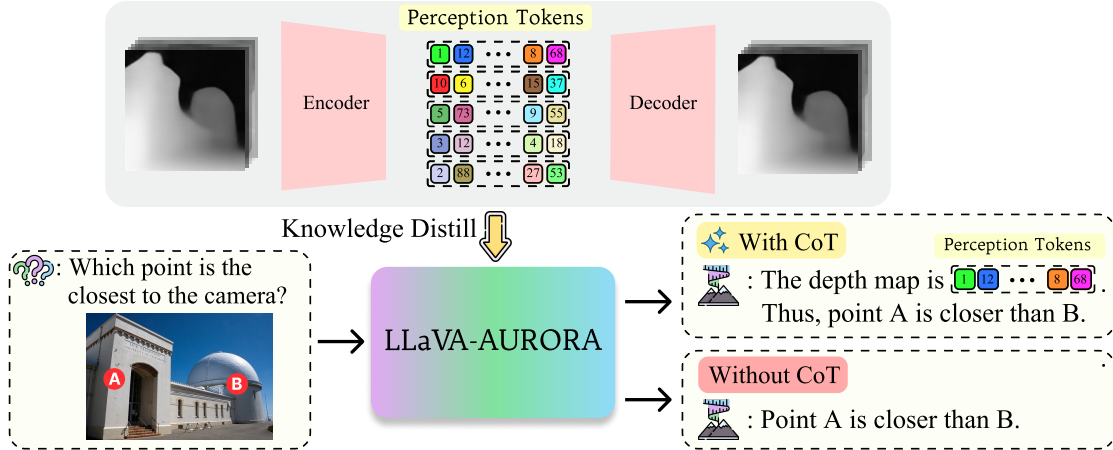 Perception Tokens
Encoder
1 12 ··· 8 68
10 6 ··· 15 37
5 73 ··· 9 55
3 12 ··· 4 18
2 88 ··· 27 53
Decoder
Knowledge Distill
??? : Which point is the
closest to the camera?
A
B
LLaVA-AURORA
With CoT
Perception Tokens
: The depth map is 1 12 ··· 8 68 .
Thus, point A is closer than B.
.
Without CoT
: Point A is closer than B.